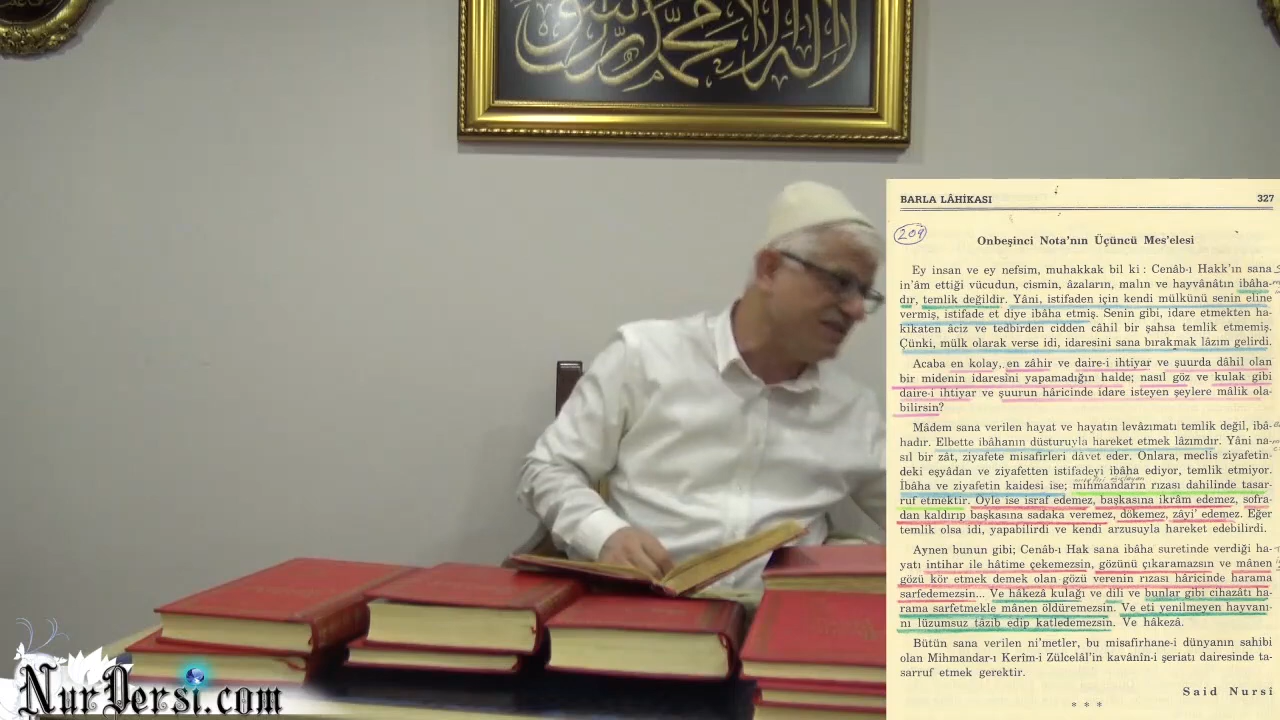 لا إله إلا الله محمد رسول الله
BARLA LÂHİKASI 327
209
Onbeşinci Nota'nın Üçüncü Mes'elesi
Ey insan ve ey nefsim, muhakkak bil ki : Cenâb-ı Hakk'ın sana
in'âm ettiği vücudun, cismin, âzaların, malın ve hayvânâtın ibâha-
dır, temlik değildir. Yâni, istifaden için kendi mülkünü senin eline
vermiş, istifade et diye ibâha etmiş. Senin gibi, idare etmekten ha-
kikaten âciz ve tedbirden cidden câhil bir şahsa temlik etmemiş.
Çünki, mülk olarak verse idi, idaresini sana bırakmak lâzım gelirdi.
Acaba en kolay, en zâhir ve daire-i ihtiyar ve şuurda dâhil olan
bir midenin idaresini yapamadığın halde; nasıl göz ve kulak gibi
daire-i ihtiyar ve şuurun hâricinde idare isteyen şeylere mâlik ola-
bilirsin?
Mâdem sana verilen hayat ve hayatın levâzımatı temlik değil, ibâ-
hadır. Elbette ibâhanın düsturuyla hareket etmek lâzımdır. Yâni na-
sıl bir zât, ziyafete misafirleri dâvet eder. Onlara, meclis ziyafetin-
deki eşyâdan ve ziyafetten istifadeyi ibâha ediyor, temlik etmiyor.
İbâha ve ziyafetin kaidesi ise; mihmandarın rızası dahilinde tasar-
ruf etmektir. Öyle ise israf edemez, başkasına ikrâm edemez, sofra-
dan kaldırıp başkasına sadaka veremez, dökemez, zâyi' edemez. Eğer
temlik olsa idi, yapabilirdi ve kendi arzusuyla hareket edebilirdi.
Aynen bunun gibi; Cenâb-ı Hak sana ibâha suretinde verdiği ha-
yatı intihar ile hâtime çekemezsin, gözünü çıkaramazsın ve mânen
gözü kör etmek demek olan gözü verenin rızası hâricinde harama
sarfedemezsin... Ve hâkezâ kulağı ve dili ve bunlar gibi cihazâtı ha-
rama sarfetmekle mânen öldüremezsin. Ve eti yenilmeyen hayvanı-
nı lüzumsuz tâzib edip katledemezsin. Ve hâkezâ.
Bütün sana verilen ni'metler, bu misafirhane-i dünyanın sahibi
olan Mihmandar-ı Kerîm-i Zülcelâl'in kavânîn-i şeriatı dairesinde ta-
sarruf etmek gerektir.
Said Nursî
* * *
NurDersi.com